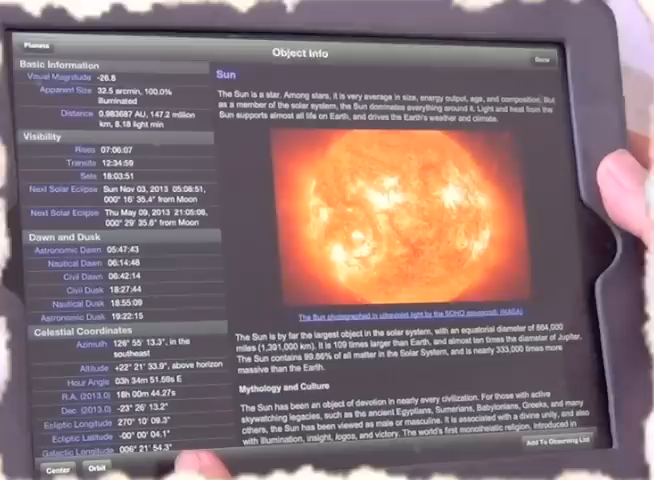 Planets
Object Info
Done
Basic Information
Visual Magnitude -26.8
Apparent Size 32.5 arcmin, 100.0%
illuminated
Distance 0.983687 AU, 147.2 million
km, 8.18 light min
Visibility
Rises 07:06:07
Transits 12:34:59
Sets 18:03:51
Next Solar Eclipse Sun Nov 03, 2013 05:08:51,
000° 16' 35.4" from Moon
Next Solar Eclipse Thu May 09, 2013 21:05:08,
000° 29' 35.6" from Moon
Dawn and Dusk
Astronomic Dawn 05:47:43
Nautical Dawn 06:14:48
Civil Dawn 06:42:14
Civil Dusk 18:27:44
Nautical Dusk 18:55:09
Astronomic Dusk 19:22:15
Celestial Coordinates
Azimuth 126° 55' 13.3", in the
southeast
Altitude +22° 21' 33.9", above horizon
Hour Angle 03h 34m 51.59s E
R.A. (2013.0) 18h 00m 44.27s
Dec. (2013.0) -23° 26' 13.2"
Ecliptic Longitude 270° 10' 09.3"
Ecliptic Latitude -00° 00' 04.1"
Galactic Longitude 006° 21' 54.3"
Center
Orbit
Sun
The Sun is a star. Among stars, it is very average in size, energy output, age, and composition. But
as a member of the solar system, the Sun dominates everything around it. Light and heat from the
Sun supports almost all life on Earth, and drives the Earth's weather and climate.
The Sun photographed in ultraviolet light by the SOHO spacecraft. (NASA)
The Sun is by far the largest object in the solar system, with an equatorial diameter of 864,000
miles (1,391,000 km). It is 109 times larger than Earth, and almost ten times the diameter of Jupiter.
The Sun contains 99.86% of all matter in the Solar System, and is nearly 333,000 times more
massive than the Earth.
Mythology and Culture
The Sun has been an object of devotion in nearly every civilization. For those with active
skywatching legacies, such as the ancient Egyptians, Sumerians, Babylonians, Greeks, and many
others, the Sun has been viewed as male or masculine. It is associated with a divine unity, and also
with illumination, insight, logos, and victory. The world's first monotheistic religion, introduced in
Add To Observing List